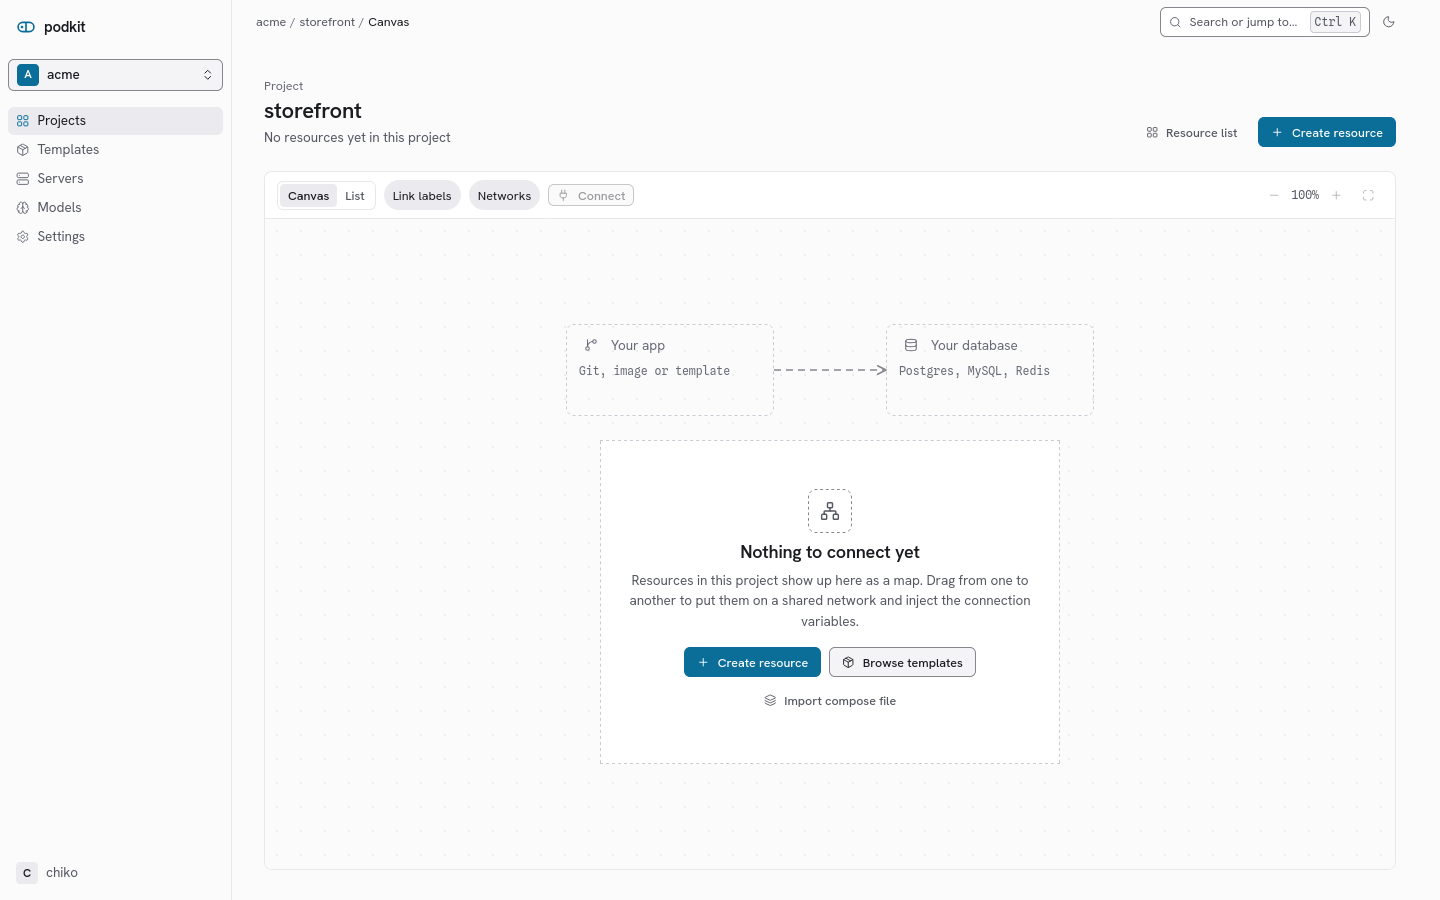 podkit
acme / storefront / Canvas
Search or jump to...
Ctrl K
A
acme
Projects
Templates
Servers
Models
Settings
Project
storefront
No resources yet in this project
Resource list
Create resource
Canvas
List
Link labels
Networks
Connect
100%
Your app
Git, image or template
Your database
Postgres, MySQL, Redis
Nothing to connect yet
Resources in this project show up here as a map. Drag from one to
another to put them on a shared network and inject the connection
variables.
Create resource
Browse templates
Import compose file
C
chiko